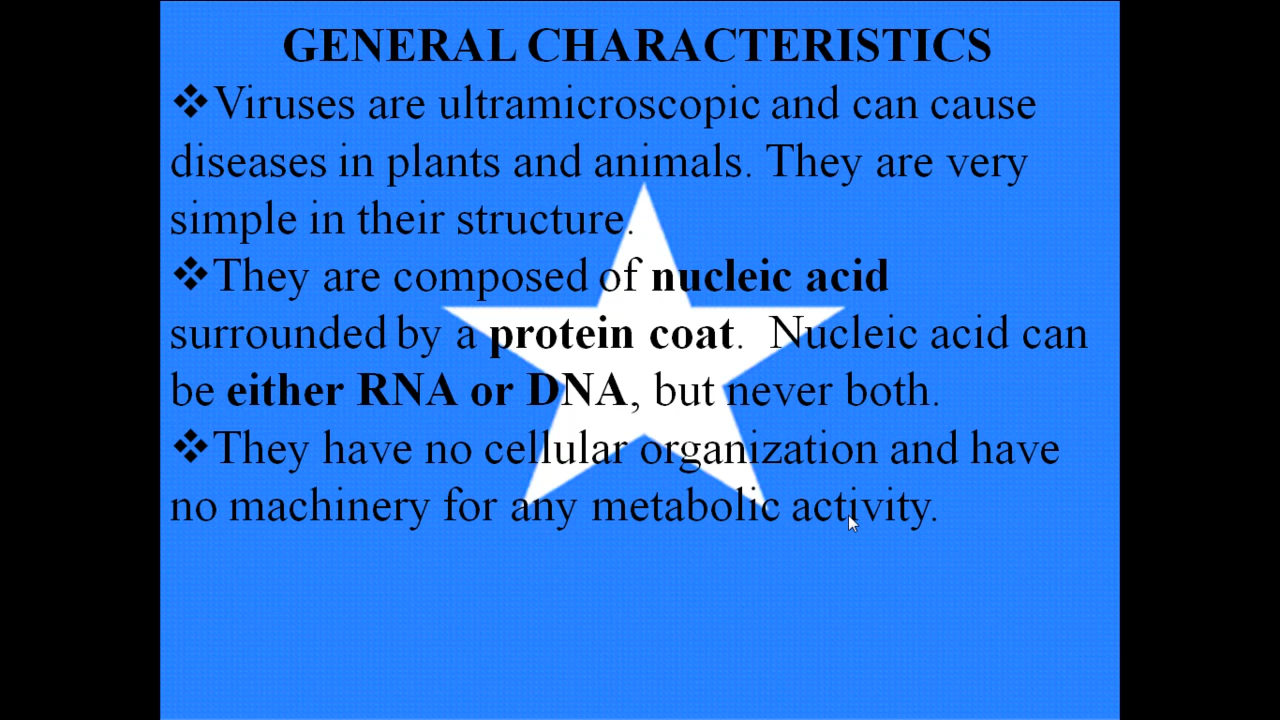 GENERAL CHARACTERISTICS
❖Viruses are ultramicroscopic and can cause
diseases in plants and animals. They are very
simple in their structure.
❖They are composed of nucleic acid
surrounded by a protein coat.  Nucleic acid can
be either RNA or DNA, but never both.
❖They have no cellular organization and have
no machinery for any metabolic activity.